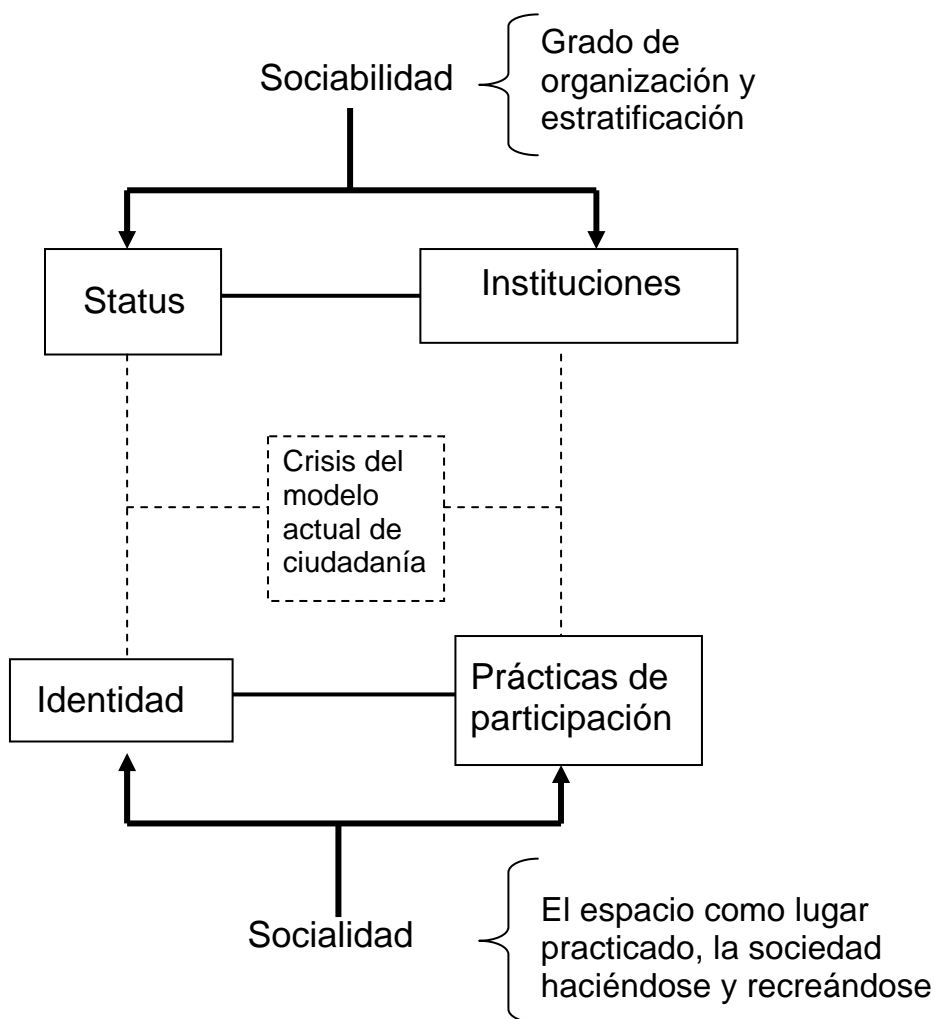 Sociabilidad
Grado de
organización y
estratificación
Status
Instituciones
Crisis del
modelo
actual de
ciudadanía
Identidad
Prácticas de
participación
Socialidad
El espacio como lugar
practicado, la sociedad
haciéndose y recreándose